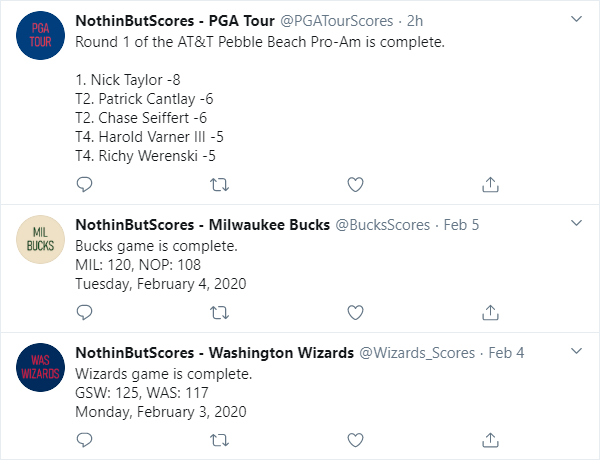 PGA
TOUR
NothinButScores - PGA Tour @PGATourScores · 2h
Round 1 of the AT&T Pebble Beach Pro-Am is complete.
1. Nick Taylor -8
T2. Patrick Cantlay -6
T2. Chase Seiffert -6
T4. Harold Varner III -5
T4. Richy Werenski -5
MIL
BUCKS
NothinButScores - Milwaukee Bucks @BucksScores · Feb 5
Bucks game is complete.
MIL: 120, NOP: 108
Tuesday, February 4, 2020
WAS
WIZARDS
NothinButScores - Washington Wizards @Wizards_Scores · Feb 4
Wizards game is complete.
GSW: 125, WAS: 117
Monday, February 3, 2020